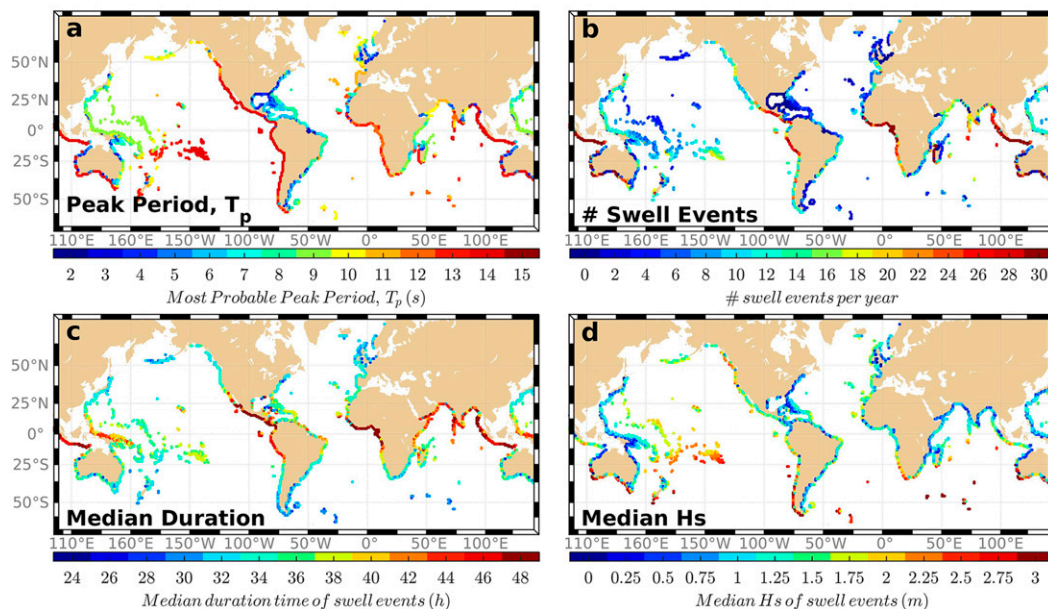 a
b
50°N
25°N
0°
25°S
50°S
Peak Period, Tp
# Swell Events
110°E 160°E 150°W 100°W 50°W 0° 50°E 100°E
110°E 160°E 150°W 100°W 50°W 0° 50°E 100°E
2 3 4 5 6 7 8 9 10 11 12 13 14 15
0 2 4 6 8 10 12 14 16 18 20 22 24 26 28 30
Most Probable Peak Period, Tp (s)
# swell events per year
c
d
50°N
25°N
0°
25°S
50°S
Median Duration
Median Hs
110°E 160°E 150°W 100°W 50°W 0° 50°E 100°E
110°E 160°E 150°W 100°W 50°W 0° 50°E 100°E
24 26 28 30 32 34 36 38 40 42 44 46 48
0 0.25 0.5 0.75 1 1.25 1.5 1.75 2 2.25 2.5 2.75 3
Median duration time of swell events (h)
Median Hs of swell events (m)